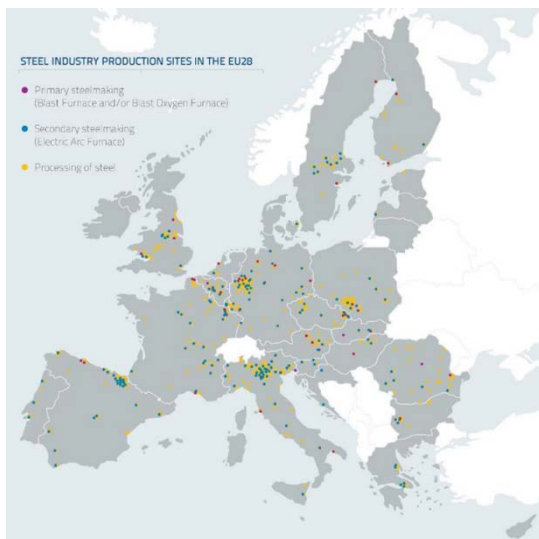 STEEL INDUSTRY PRODUCTION SITES IN THE EU28
Primary steelmaking
(Blast Furnace and/or Blast Oxygen Furnace)
Secondary steelmaking
(Electric Arc Furnace)
Processing of steel